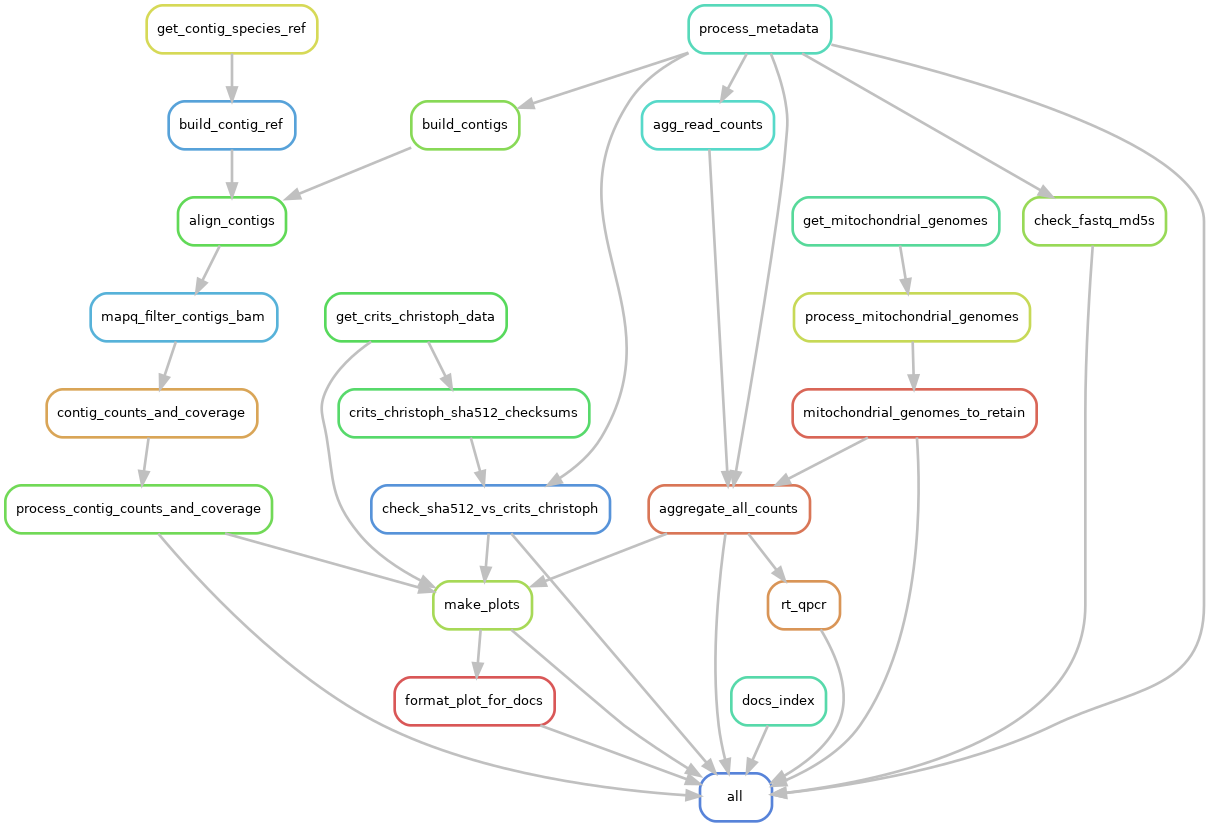 get_contig_species_ref
process_metadata
build_contig_ref
build_contigs
agg_read_counts
align_contigs
get_mitochondrial_genomes
check_fastq_md5s
mapq_filter_contigs_bam
get_crits_christoph_data
process_mitochondrial_genomes
contig_counts_and_coverage
crits_christoph_sha512_checksums
mitochondrial_genomes_to_retain
process_contig_counts_and_coverage
check_sha512_vs_crits_christoph
aggregate_all_counts
make_plots
rt_qpcr
format_plot_for_docs
docs_index
all